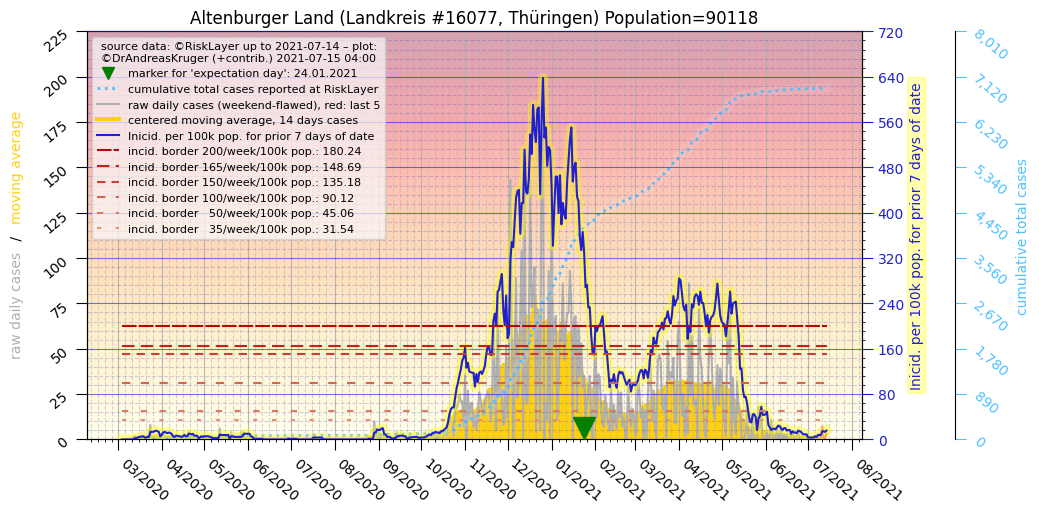 Altenburger Land (Landkreis #16077, Thüringen) Population=90118
source data: ©RiskLayer up to 2021-07-14 – plot:
©DrAndreasKruger (+contrib.) 2021-07-15 04:00
marker for 'expectation day': 24.01.2021
cumulative total cases reported at RiskLayer
raw daily cases (weekend-flawed), red: last 5
centered moving average, 14 days cases
Inicid. per 100k pop. for prior 7 days of date
incid. border 200/week/100k pop.: 180.24
incid. border 165/week/100k pop.: 148.69
incid. border 150/week/100k pop.: 135.18
incid. border 100/week/100k pop.: 90.12
incid. border   50/week/100k pop.: 45.06
incid. border   35/week/100k pop.: 31.54
raw daily cases   /   moving average
225
200
175
150
125
100
75
50
25
0
03/2020
04/2020
05/2020
06/2020
07/2020
08/2020
09/2020
10/2020
11/2020
12/2020
01/2021
02/2021
03/2021
04/2021
05/2021
06/2021
07/2021
08/2021
720
640
560
480
400
320
240
160
80
0
Inicid. per 100k pop. for prior 7 days of date
8,010
7,120
6,230
5,340
4,450
3,560
2,670
1,780
890
0
cumulative total cases